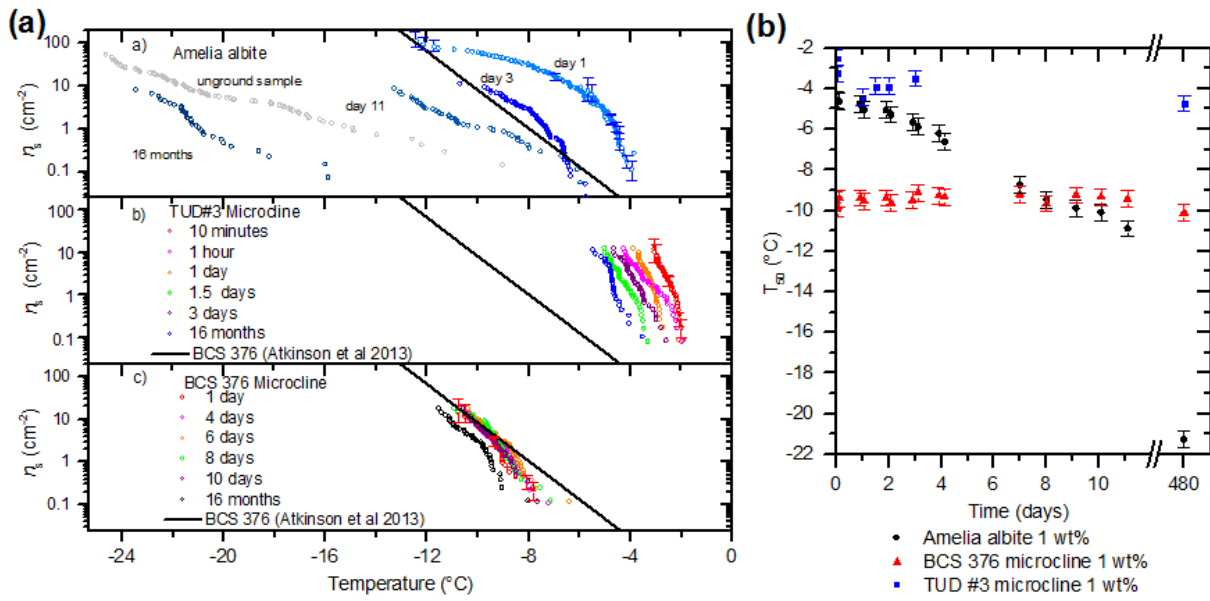 (a)
a)
Amelia albite
unground sample
16 months
day 11
day 3
day 1
100
10
1
0.1
nₛ (cm⁻²)
b)
TUD#3 Microcline
10 minutes
1 hour
1 day
1.5 days
3 days
16 months
BCS 376 (Atkinson et al 2013)
100
10
1
0.1
nₛ (cm⁻²)
c)
BCS 376 Microcline
1 day
4 days
6 days
8 days
10 days
16 months
BCS 376 (Atkinson et al 2013)
100
10
1
0.1
nₛ (cm⁻²)
-24 -20 -16 -12 -8 -4 0
Temperature (°C)
(b)
-2
-4
-6
-8
-10
-12
-14
-16
-18
-20
-22
T₅₀ (°C)
0 2 4 6 8 10 480
Time (days)
Amelia albite 1 wt%
BCS 376 microcline 1 wt%
TUD #3 microcline 1 wt%